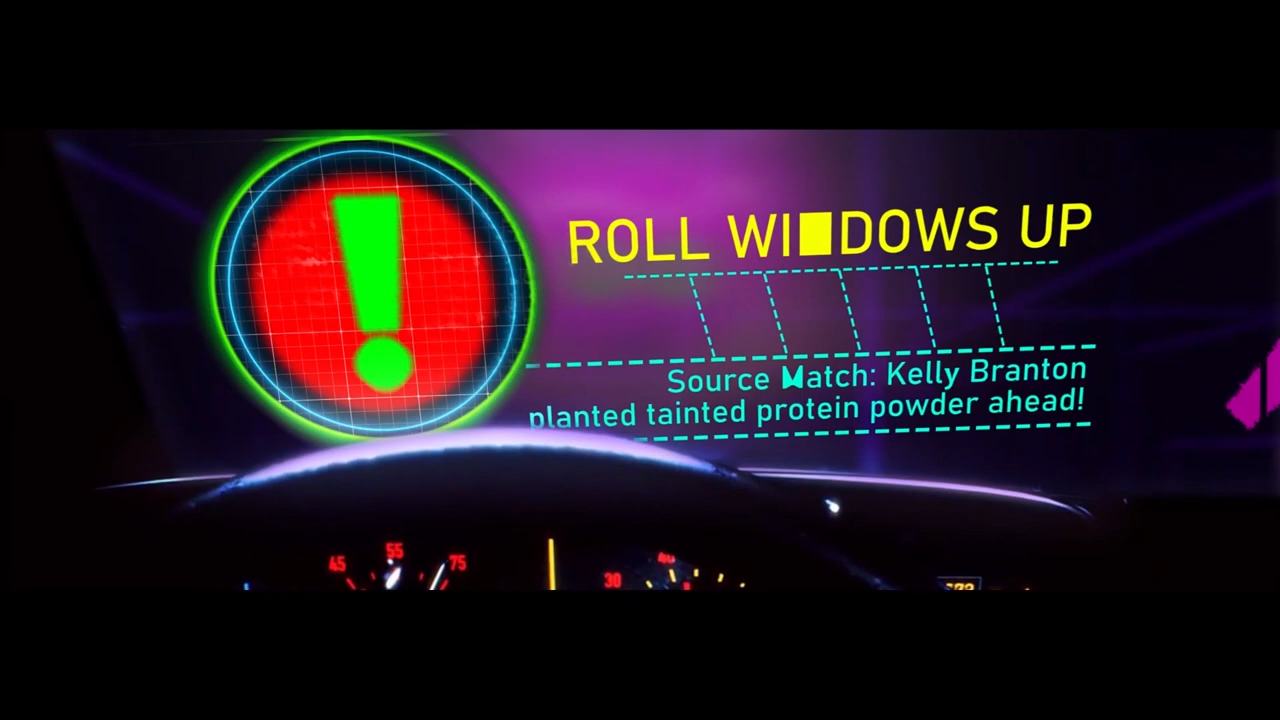 ROLL WI█DOWS UP
Source Match: Kelly Branton
planted tainted protein powder ahead!
45 55 75
30